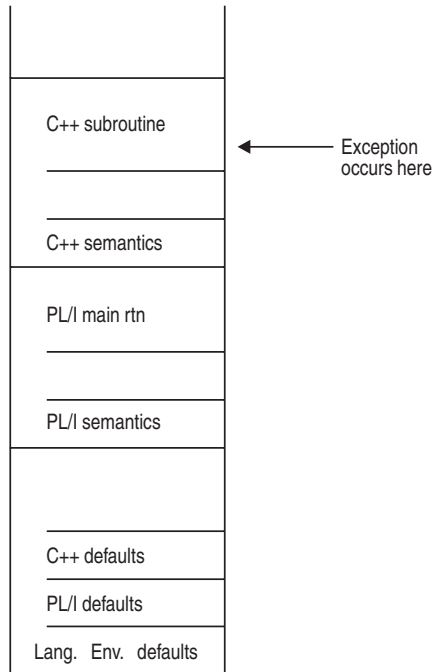 C++ subroutine
Exception
occurs here
C++ semantics
PL/I main rtn
PL/I semantics
C++ defaults
PL/I defaults
Lang. Env. defaults